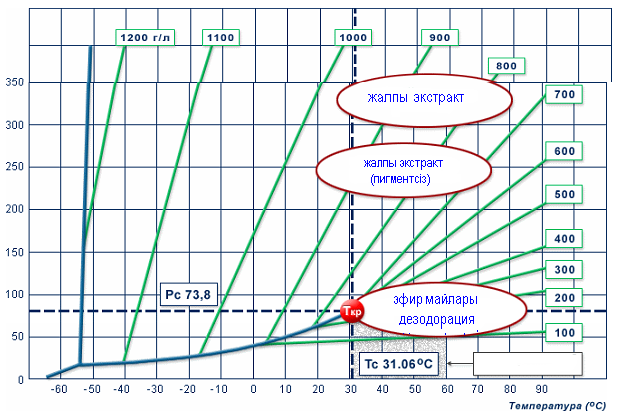 1200 г/л 1100 1000 900
800
350 жалпы экстракт 700
300
250 жалпы экстракт 600
(пигментсіз)
200 500
150 400
300
100 Pc 73,8 эфир майлары 200
Ткр
50 дезодорация 100
Tc 31.06ºC
0
-60 -50 -40 -30 -20 -10 0 10 20 30 40 50 60 70 80 90
Температура (ºC)